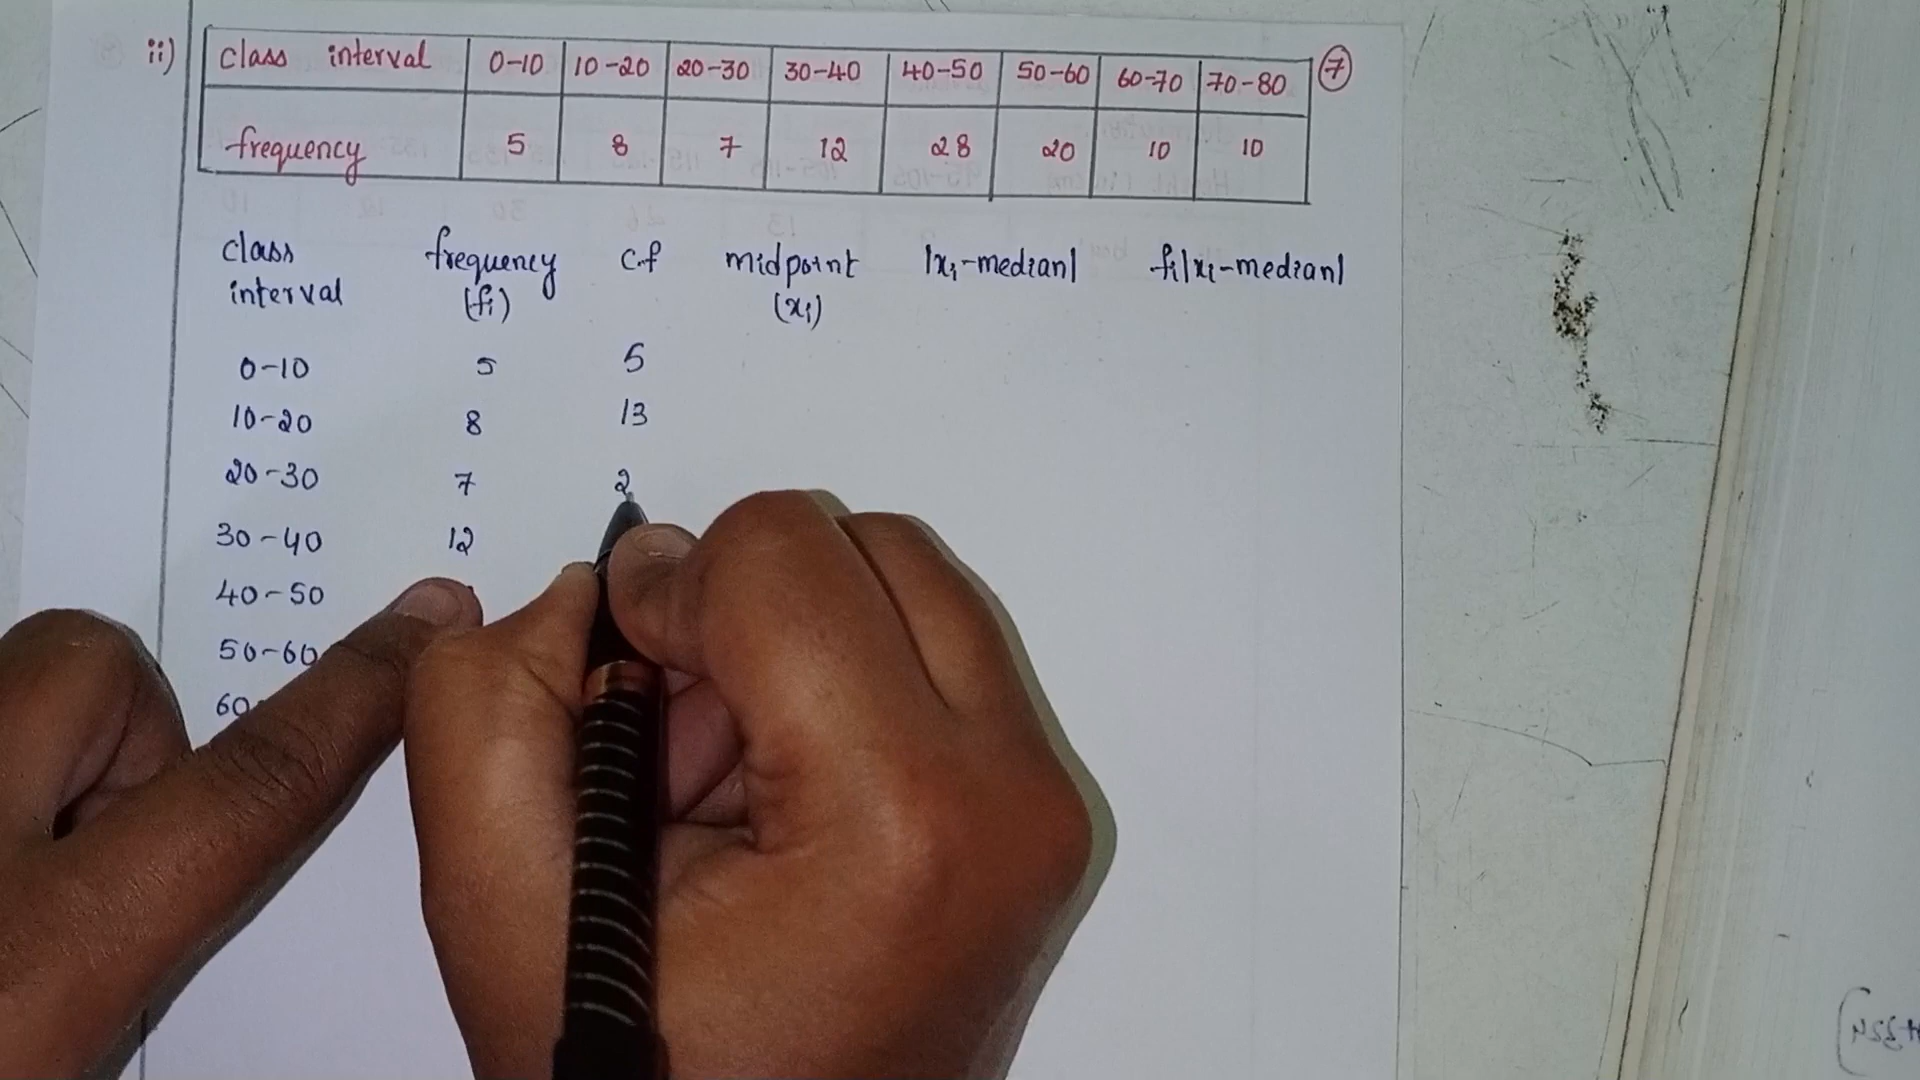 ii) class interval 0-10 10-20 20-30 30-40 40-50 50-60 60-70 70-80 7
frequency 5 8 7 12 28 20 10 10
class interval frequency (fi) c.f midpoint (xi) |xi-median| fi|xi-median|
0-10 5 5
10-20 8 13
20-30 7 2
30-40 12
40-50
50-60
60-